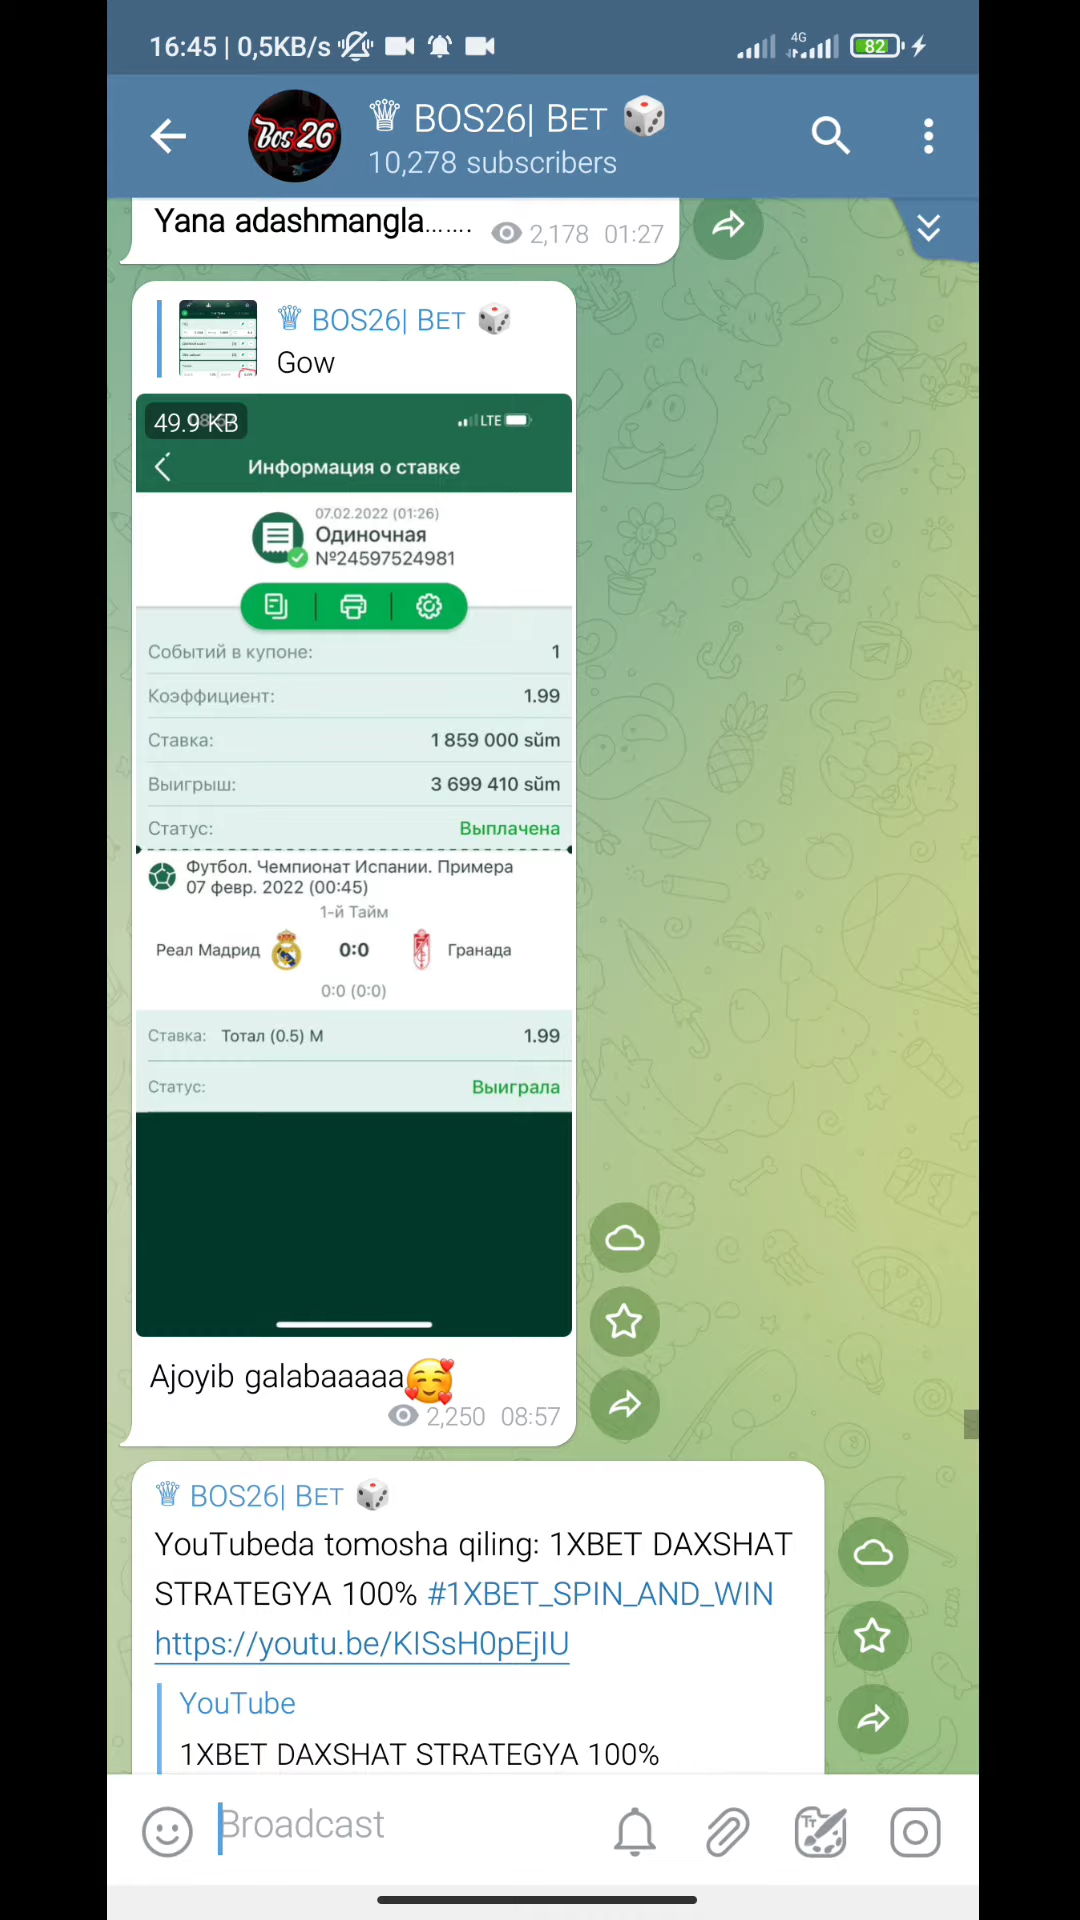 16:45 | 0,5KB/s
4G
82
BOS26| BET
Bos 26
10,278 subscribers
Yana adashmangla.......
2,178 01:27
BOS26| BET
Gow
49.9 KB
LTE
Информация о ставке
07.02.2022 (01:26)
Одиночная
№24597524981
Событий в купоне: 1
Коэффициент: 1.99
Ставка: 1 859 000 sŭm
Выигрыш: 3 699 410 sŭm
Статус: Выплачена
Футбол. Чемпионат Испании. Примера
07 февр. 2022 (00:45)
1-й Тайм
Реал Мадрид 0:0 Гранада
0:0 (0:0)
Ставка: Тотал (0.5) М 1.99
Статус: Выиграла
Ajoyib galabaaaaa
2,250 08:57
BOS26| BET
YouTubeda tomosha qiling: 1XBET DAXSHAT
STRATEGYA 100% #1XBET_SPIN_AND_WIN
https://youtu.be/KISsH0pEjIU
YouTube
1XBET DAXSHAT STRATEGYA 100%
Broadcast